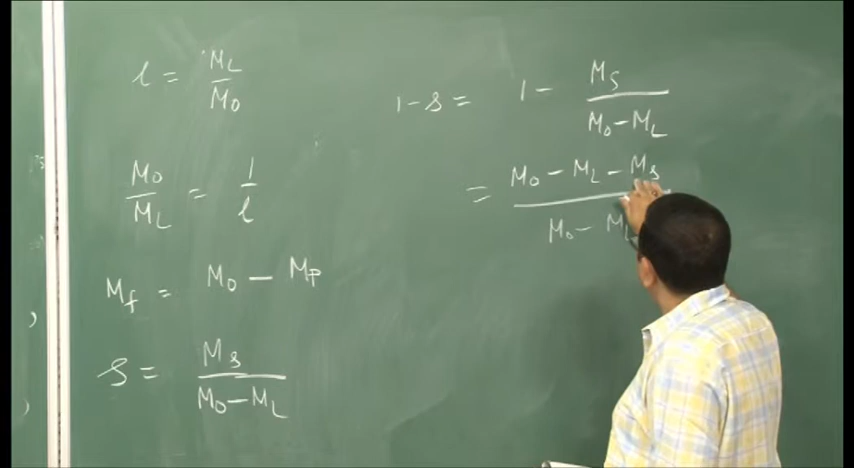 l = M_L / M_0
M_0 / M_L = 1 / l
M_f = M_0 - M_p
s = M_s / (M_0 - M_L)
1 - s = 1 - M_s / (M_0 - M_L)
= (M_0 - M_L - M_s) / (M_0 - M_L)